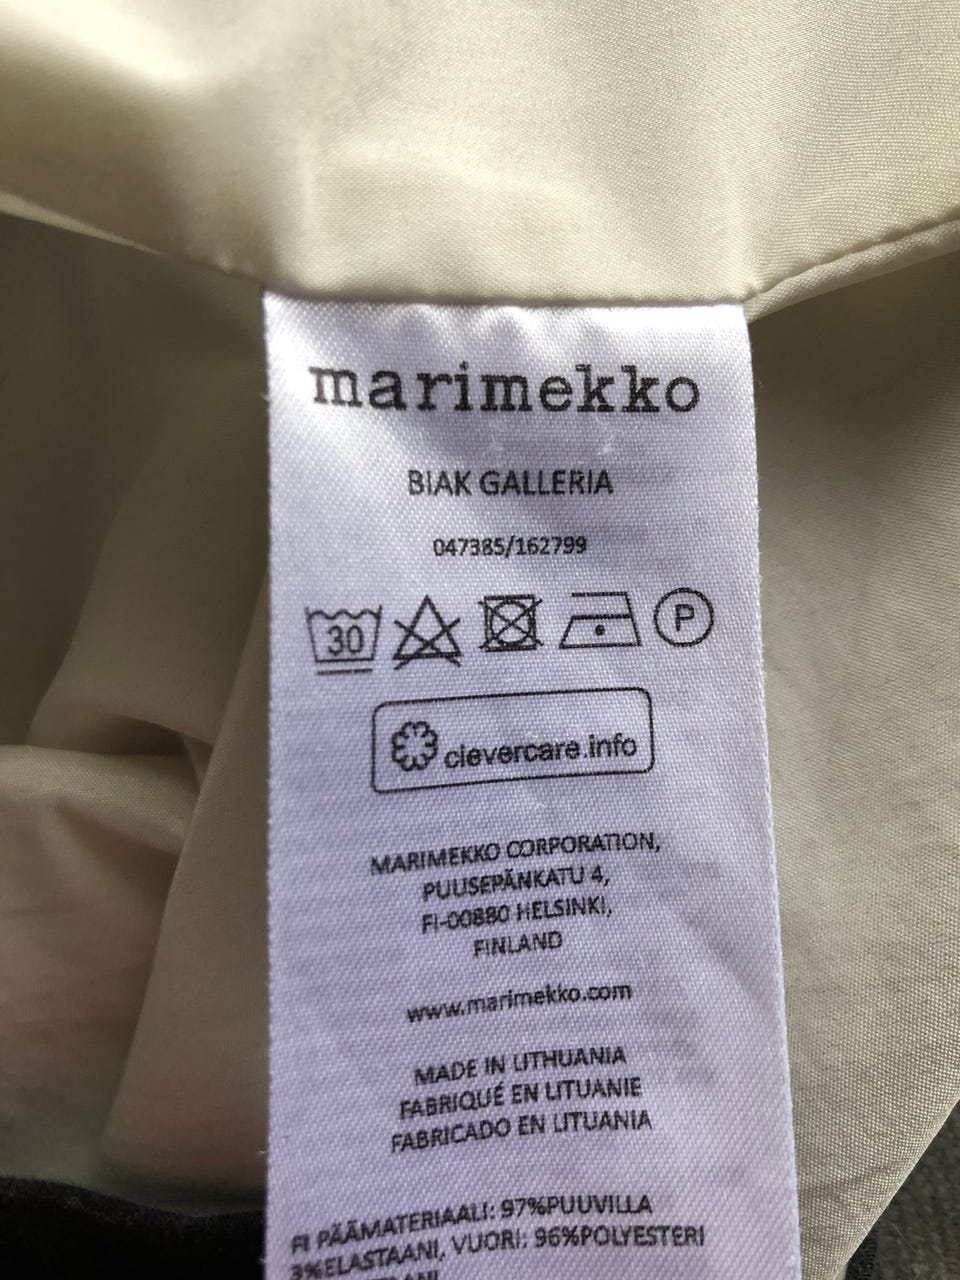 marimekko
BIAK GALLERIA
047385/162799
30 P
clevercare.info
MARIMEKKO CORPORATION,
PUUSEPÄNKATU 4,
FI-00880 HELSINKI,
FINLAND
www.marimekko.com
MADE IN LITHUANIA
FABRIQUÉ EN LITUANIE
FABRICADO EN LITUANIA
FI PÄÄMATERIAALI: 97%PUUVILLA
3%ELASTAANI, VUORI: 96%POLYESTERI